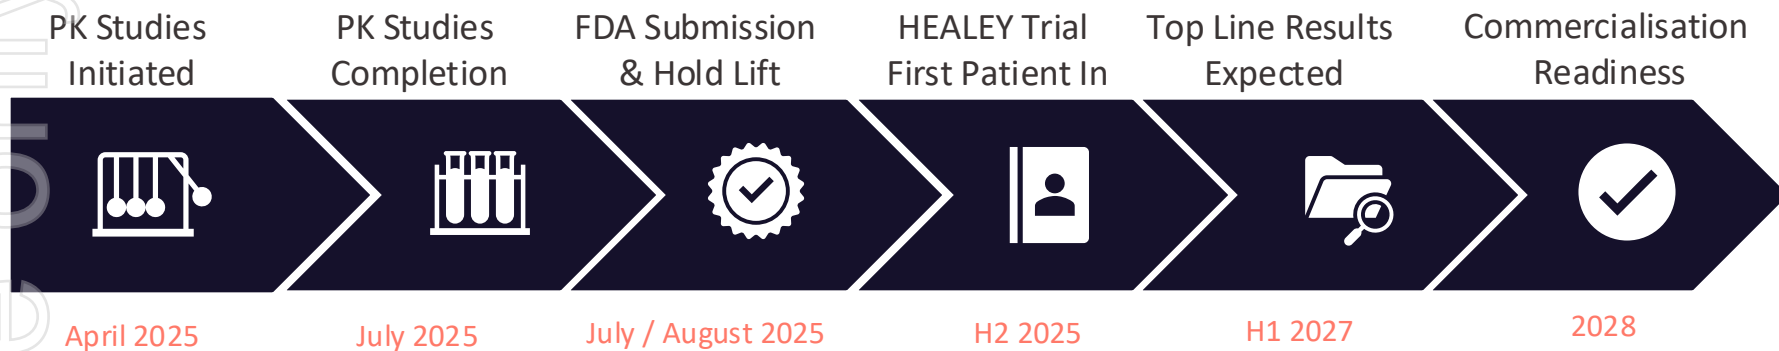 PK Studies
Initiated
PK Studies
Completion
FDA Submission
& Hold Lift
HEALEY Trial
First Patient In
Top Line Results
Expected
Commercialisation
Readiness
April 2025
July 2025
July / August 2025
H2 2025
H1 2027
2028